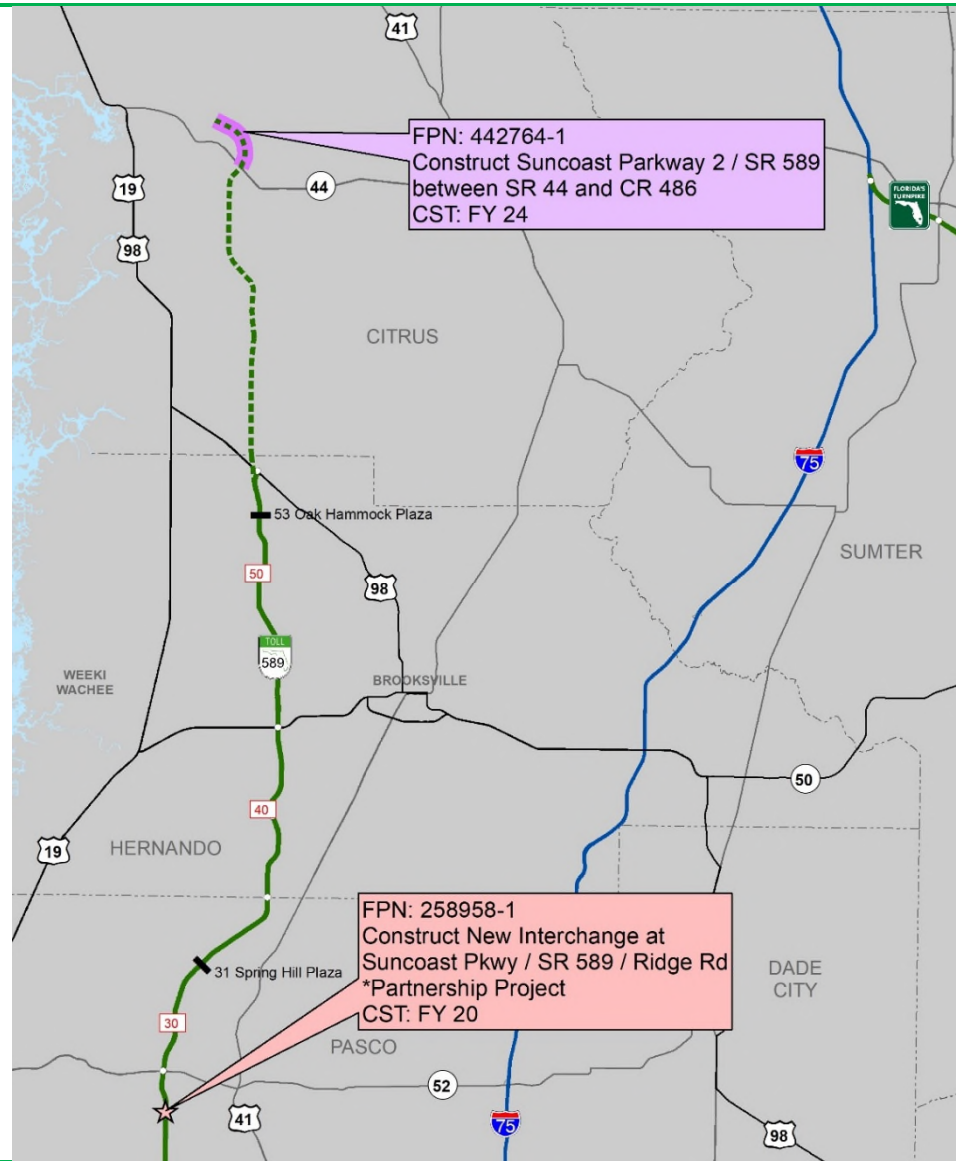 41
FPN: 442764-1
Construct Suncoast Parkway 2 / SR 589
between SR 44 and CR 486
CST: FY 24
19
44
FLORIDA'S
TURNPIKE
98
CITRUS
75
53 Oak Hammock Plaza
SUMTER
50
98
TOLL
589
WEEKI
WACHEE
BROOKSVILLE
50
40
19
HERNANDO
FPN: 258958-1
Construct New Interchange at
Suncoast Pkwy / SR 589 / Ridge Rd
*Partnership Project
CST: FY 20
31 Spring Hill Plaza
DADE
CITY
30
PASCO
52
41
75
98